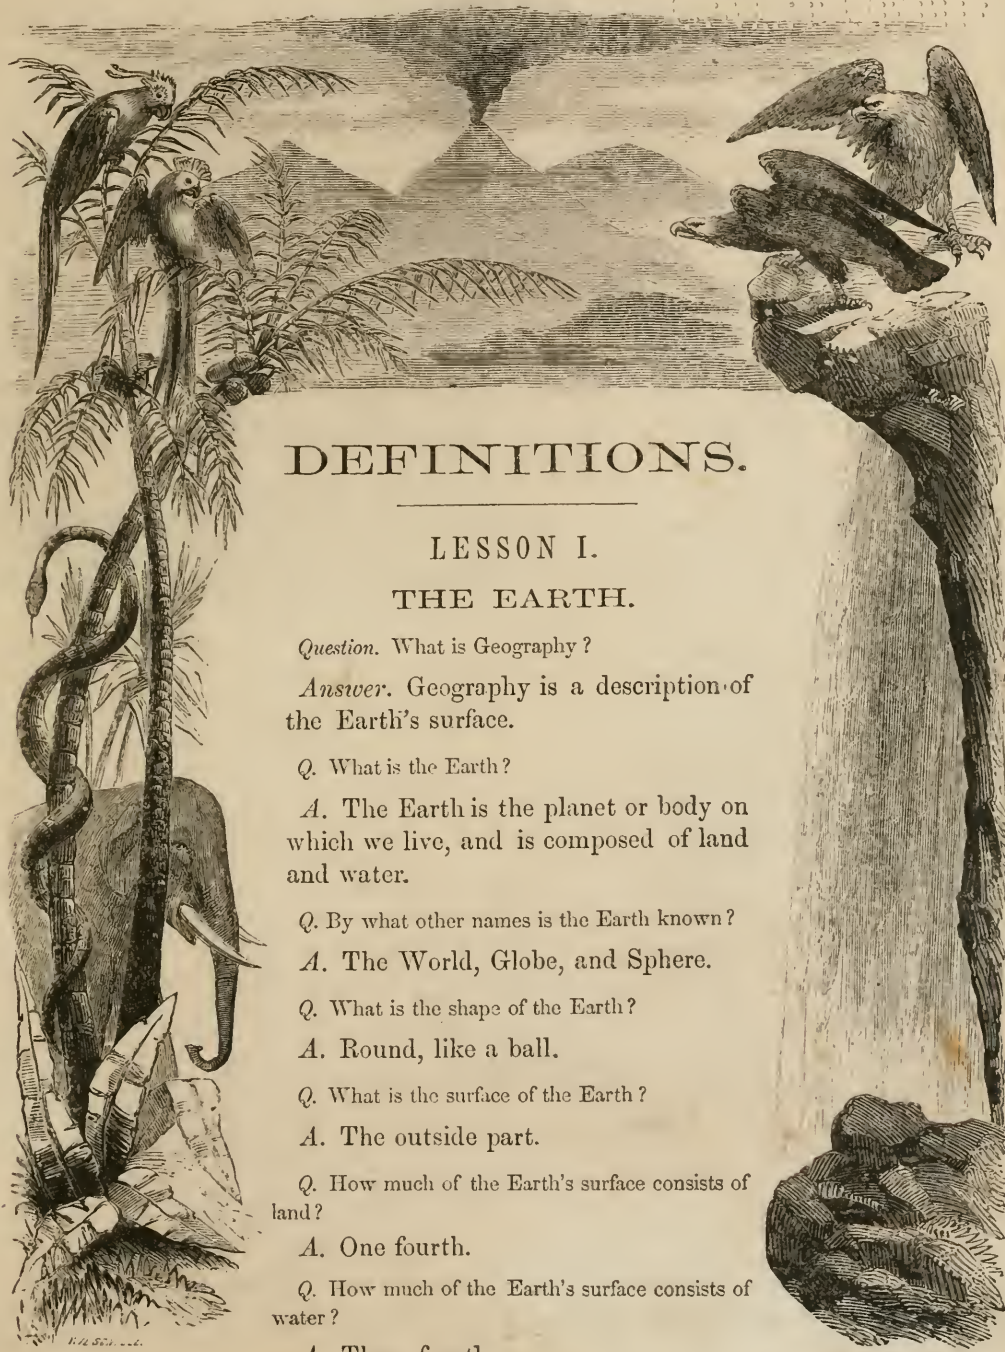 DEFINITIONS.
LESSON I.
THE EARTH.
Question. What is Geography ?
Answer. Geography is a description of
the Earth's surface.
Q. What is the Earth ?
A. The Earth is the planet or body on
which we live, and is composed of land
and water.
Q. By what other names is the Earth known ?
A. The World, Globe, and Sphere.
Q. What is the shape of the Earth ?
A. Round, like a ball.
Q. What is the surface of the Earth ?
A. The outside part.
Q. How much of the Earth's surface consists of
land ?
A. One fourth.
Q. How much of the Earth's surface consists of
water ?